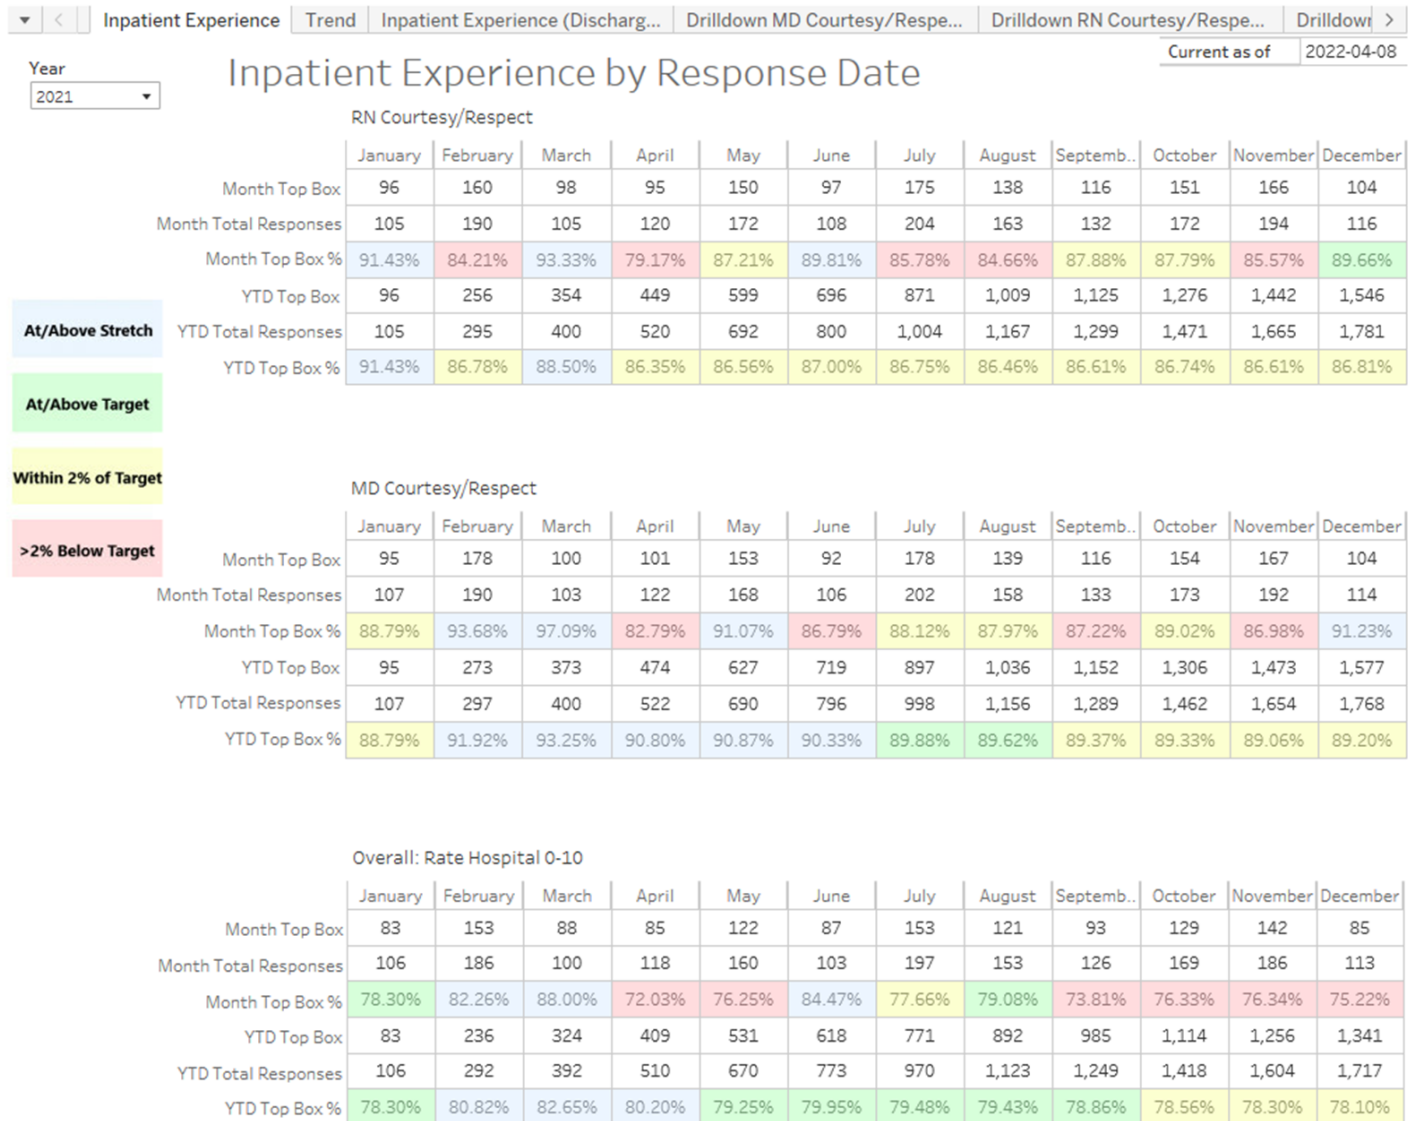 Inpatient Experience Trend Inpatient Experience (Discharg... Drilldown MD Courtesy/Respe... Drilldown RN Courtesy/Respe... Drilldown
Current as of 2022-04-08
Year
2021
Inpatient Experience by Response Date
RN Courtesy/Respect
January February March April May June July August Septemb.. October November December
Month Top Box 96 160 98 95 150 97 175 138 116 151 166 104
Month Total Responses 105 190 105 120 172 108 204 163 132 172 194 116
Month Top Box % 91.43% 84.21% 93.33% 79.17% 87.21% 89.81% 85.78% 84.66% 87.88% 87.79% 85.57% 89.66%
YTD Top Box 96 256 354 449 599 696 871 1,009 1,125 1,276 1,442 1,546
YTD Total Responses 105 295 400 520 692 800 1,004 1,167 1,299 1,471 1,665 1,781
YTD Top Box % 91.43% 86.78% 88.50% 86.35% 86.56% 87.00% 86.75% 86.46% 86.61% 86.74% 86.61% 86.81%
At/Above Stretch
At/Above Target
Within 2% of Target
>2% Below Target
MD Courtesy/Respect
January February March April May June July August Septemb.. October November December
Month Top Box 95 178 100 101 153 92 178 139 116 154 167 104
Month Total Responses 107 190 103 122 168 106 202 158 133 173 192 114
Month Top Box % 88.79% 93.68% 97.09% 82.79% 91.07% 86.79% 88.12% 87.97% 87.22% 89.02% 86.98% 91.23%
YTD Top Box 95 273 373 474 627 719 897 1,036 1,152 1,306 1,473 1,577
YTD Total Responses 107 297 400 522 690 796 998 1,156 1,289 1,462 1,654 1,768
YTD Top Box % 88.79% 91.92% 93.25% 90.80% 90.87% 90.33% 89.88% 89.62% 89.37% 89.33% 89.06% 89.20%
Overall: Rate Hospital 0-10
January February March April May June July August Septemb.. October November December
Month Top Box 83 153 88 85 122 87 153 121 93 129 142 85
Month Total Responses 106 186 100 118 160 103 197 153 126 169 186 113
Month Top Box % 78.30% 82.26% 88.00% 72.03% 76.25% 84.47% 77.66% 79.08% 73.81% 76.33% 76.34% 75.22%
YTD Top Box 83 236 324 409 531 618 771 892 985 1,114 1,256 1,341
YTD Total Responses 106 292 392 510 670 773 970 1,123 1,249 1,418 1,604 1,717
YTD Top Box % 78.30% 80.82% 82.65% 80.20% 79.25% 79.95% 79.48% 79.43% 78.86% 78.56% 78.30% 78.10%